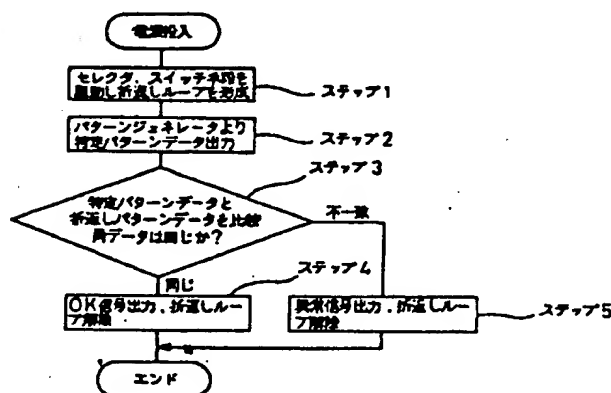 電源投入
セレクタ、スイッチ手段を
駆動し折返しループを形成
ステップ1
パターンジェネレータより
特定パターンデータ出力
ステップ2
ステップ3
特定パターンデータと
折返しパターンデータを比較
両データは同じか?
不一致
同じ
ステップ4
OK信号出力、折返しルー
プ解除
異常信号出力、折返しルー
プ解除
ステップ5
エンド